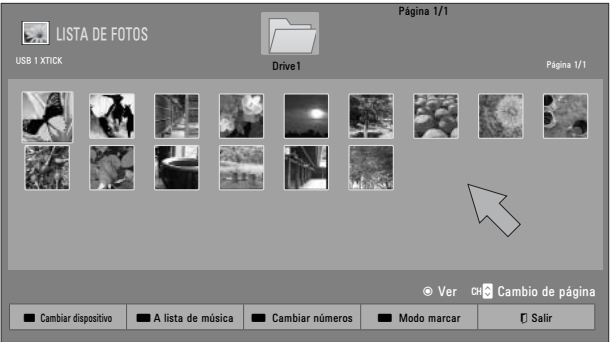 Página 1/1
LISTA DE FOTOS
USB 1 XTICK
Drive1
Página 1/1
Ver CH Cambio de página
Cambiar dispositivo A lista de música Cambiar números Modo marcar Salir